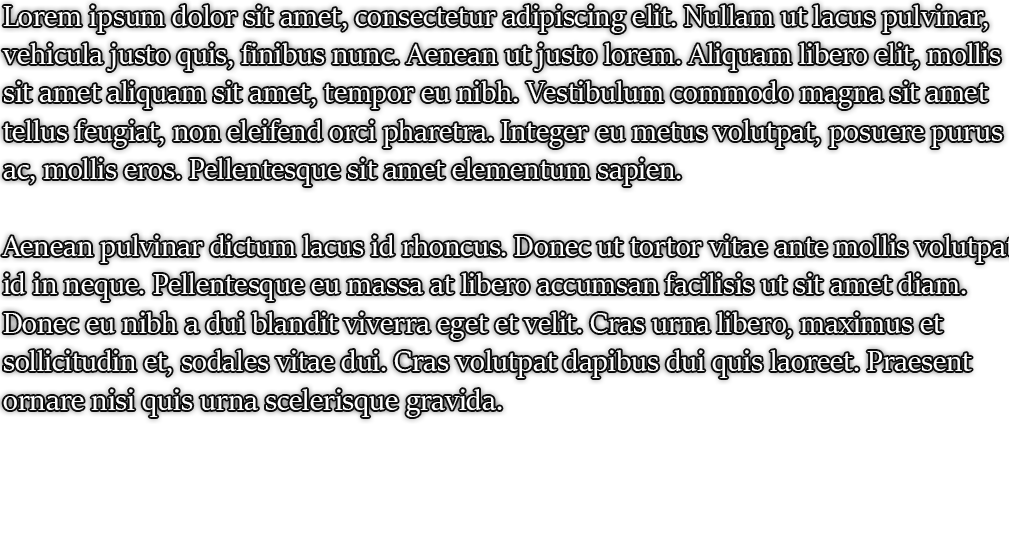 Lorem ipsum dolor sit amet, consectetur adipiscing elit. Nullam ut lacus pulvinar,
vehicula justo quis, finibus nunc. Aenean ut justo lorem. Aliquam libero elit, mollis
sit amet aliquam sit amet, tempor eu nibh. Vestibulum commodo magna sit amet
tellus feugiat, non eleifend orci pharetra. Integer eu metus volutpat, posuere purus
ac, mollis eros. Pellentesque sit amet elementum sapien.

Aenean pulvinar dictum lacus id rhoncus. Donec ut tortor vitae ante mollis volutpat
id in neque. Pellentesque eu massa at libero accumsan facilisis ut sit amet diam.
Donec eu nibh a dui blandit viverra eget et velit. Cras urna libero, maximus et
sollicitudin et, sodales vitae dui. Cras volutpat dapibus dui quis laoreet. Praesent
ornare nisi quis urna scelerisque gravida.